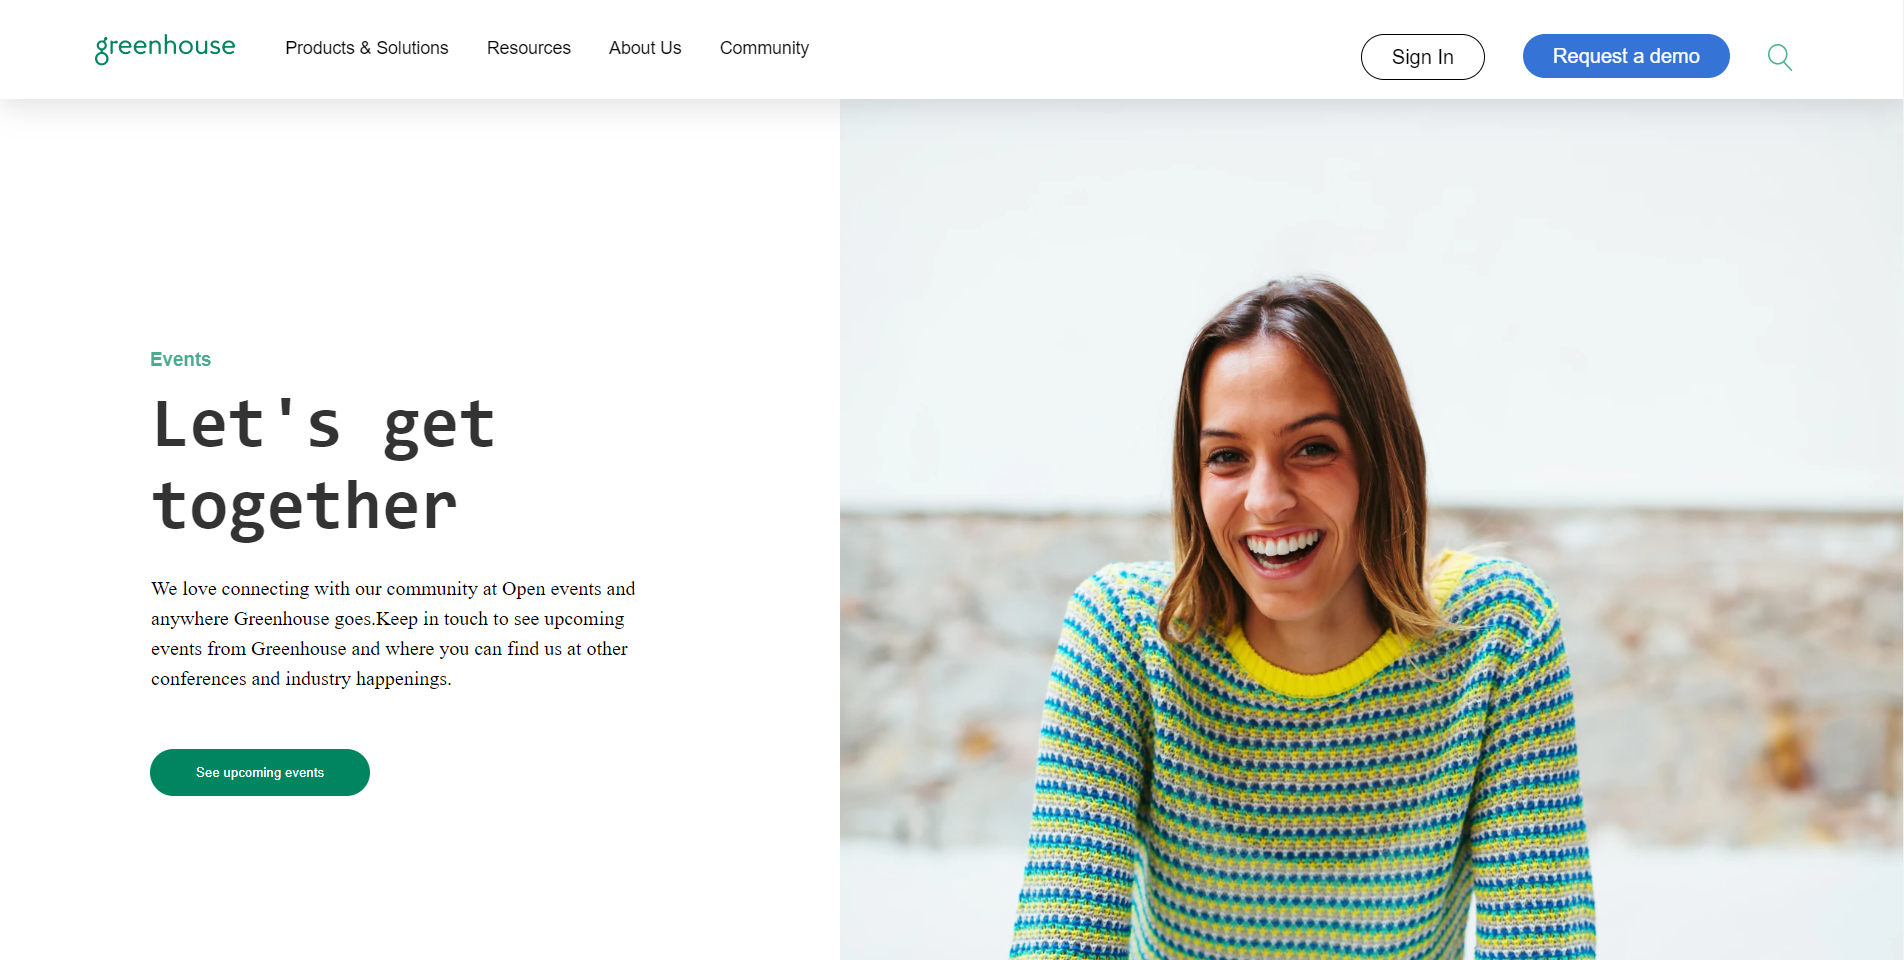 greenhouse
Products & Solutions
Resources
About Us
Community
Sign In
Request a demo
Events
Let's get
together
We love connecting with our community at Open events and
anywhere Greenhouse goes.Keep in touch to see upcoming
events from Greenhouse and where you can find us at other
conferences and industry happenings.
See upcoming events